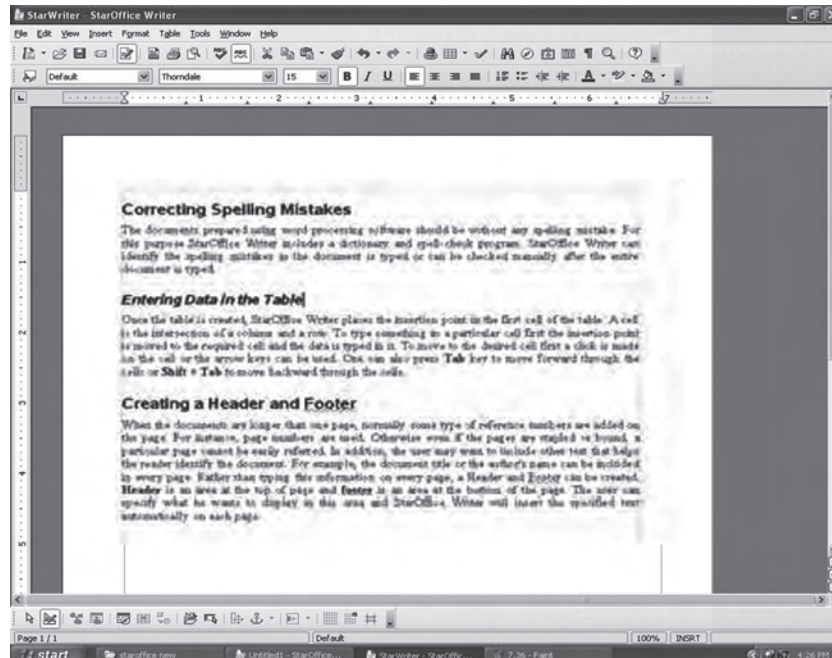 StarWriter - StarOffice Writer
File Edit View Insert Format Table Tools Window Help
Default Thorndale 15 B I U
1 2 3 4 5 6 7
Correcting Spelling Mistakes
The documents prepared using word processing software should be without any spelling mistake. For
this purpose StarOffice Writer includes a dictionary and spell-check program. StarOffice Writer can
identify the spelling mistakes as the document is typed or can be checked manually after the entire
document is typed.
Entering Data in the Table
Once the table is created, StarOffice Writer places the insertion point in the first cell of the table. A cell
is the intersection of a column and a row. To type something in a particular cell first the insertion point
is moved to the required cell and the data is typed in it. To move to the desired cell first a click is made
on the cell or the arrow keys can be used. One can also press Tab key to move forward through the
cells or Shift + Tab to move backward through the cells.
Creating a Header and Footer
When the documents are longer than one page, normally some type of reference numbers are added on
the page. For instance, page numbers are used. Otherwise even if the pages are stapled or bound, a
particular page cannot be easily referred. In addition, the user may want to include other text that helps
the reader identify the document. For example, the document title or the author's name can be included
in every page. Rather than typing this information on every page, a Header and Footer can be created.
Header is an area at the top of page and footer is an area at the bottom of the page. The user can
specify what he wants to display in this area and StarOffice Writer will insert the specified text
automatically on each page.
Page 1 / 1 Default 100% INSRT
start staroffice new Untitled1 - StarOffice... StarWriter - StarOffic... 7.36 - Paint 4:26 PM